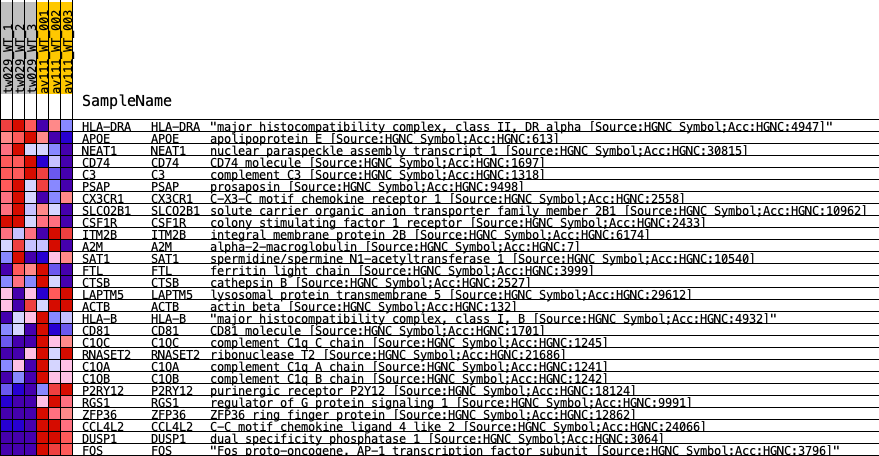 tw029_WT_1
tw029_WT_2
tw029_WT_3
av111_WT_001
av111_WT_002
av111_WT_003
SampleName
HLA-DRA HLA-DRA "major histocompatibility complex, class II, DR alpha [Source:HGNC Symbol;Acc:HGNC:4947]"
APOE APOE apolipoprotein E [Source:HGNC Symbol;Acc:HGNC:613]
NEAT1 NEAT1 nuclear paraspeckle assembly transcript 1 [Source:HGNC Symbol;Acc:HGNC:30815]
CD74 CD74 CD74 molecule [Source:HGNC Symbol;Acc:HGNC:1697]
C3 C3 complement C3 [Source:HGNC Symbol;Acc:HGNC:1318]
PSAP PSAP prosaposin [Source:HGNC Symbol;Acc:HGNC:9498]
CX3CR1 CX3CR1 C-X3-C motif chemokine receptor 1 [Source:HGNC Symbol;Acc:HGNC:2558]
SLCO2B1 SLCO2B1 solute carrier organic anion transporter family member 2B1 [Source:HGNC Symbol;Acc:HGNC:10962]
CSF1R CSF1R colony stimulating factor 1 receptor [Source:HGNC Symbol;Acc:HGNC:2433]
ITM2B ITM2B integral membrane protein 2B [Source:HGNC Symbol;Acc:HGNC:6174]
A2M A2M alpha-2-macroglobulin [Source:HGNC Symbol;Acc:HGNC:7]
SAT1 SAT1 spermidine/spermine N1-acetyltransferase 1 [Source:HGNC Symbol;Acc:HGNC:10540]
FTL FTL ferritin light chain [Source:HGNC Symbol;Acc:HGNC:3999]
CTSB CTSB cathepsin B [Source:HGNC Symbol;Acc:HGNC:2527]
LAPTM5 LAPTM5 lysosomal protein transmembrane 5 [Source:HGNC Symbol;Acc:HGNC:29612]
ACTB ACTB actin beta [Source:HGNC Symbol;Acc:HGNC:132]
HLA-B HLA-B "major histocompatibility complex, class I, B [Source:HGNC Symbol;Acc:HGNC:4932]"
CD81 CD81 CD81 molecule [Source:HGNC Symbol;Acc:HGNC:1701]
C1QC C1QC complement C1q C chain [Source:HGNC Symbol;Acc:HGNC:1245]
RNASET2 RNASET2 ribonuclease T2 [Source:HGNC Symbol;Acc:HGNC:21686]
C1QA C1QA complement C1q A chain [Source:HGNC Symbol;Acc:HGNC:1241]
C1QB C1QB complement C1q B chain [Source:HGNC Symbol;Acc:HGNC:1242]
P2RY12 P2RY12 purinergic receptor P2Y12 [Source:HGNC Symbol;Acc:HGNC:18124]
RGS1 RGS1 regulator of G protein signaling 1 [Source:HGNC Symbol;Acc:HGNC:9991]
ZFP36 ZFP36 ZFP36 ring finger protein [Source:HGNC Symbol;Acc:HGNC:12862]
CCL4L2 CCL4L2 C-C motif chemokine ligand 4 like 2 [Source:HGNC Symbol;Acc:HGNC:24066]
DUSP1 DUSP1 dual specificity phosphatase 1 [Source:HGNC Symbol;Acc:HGNC:3064]
FOS FOS "Fos proto-oncogene, AP-1 transcription factor subunit [Source:HGNC Symbol;Acc:HGNC:3796]"